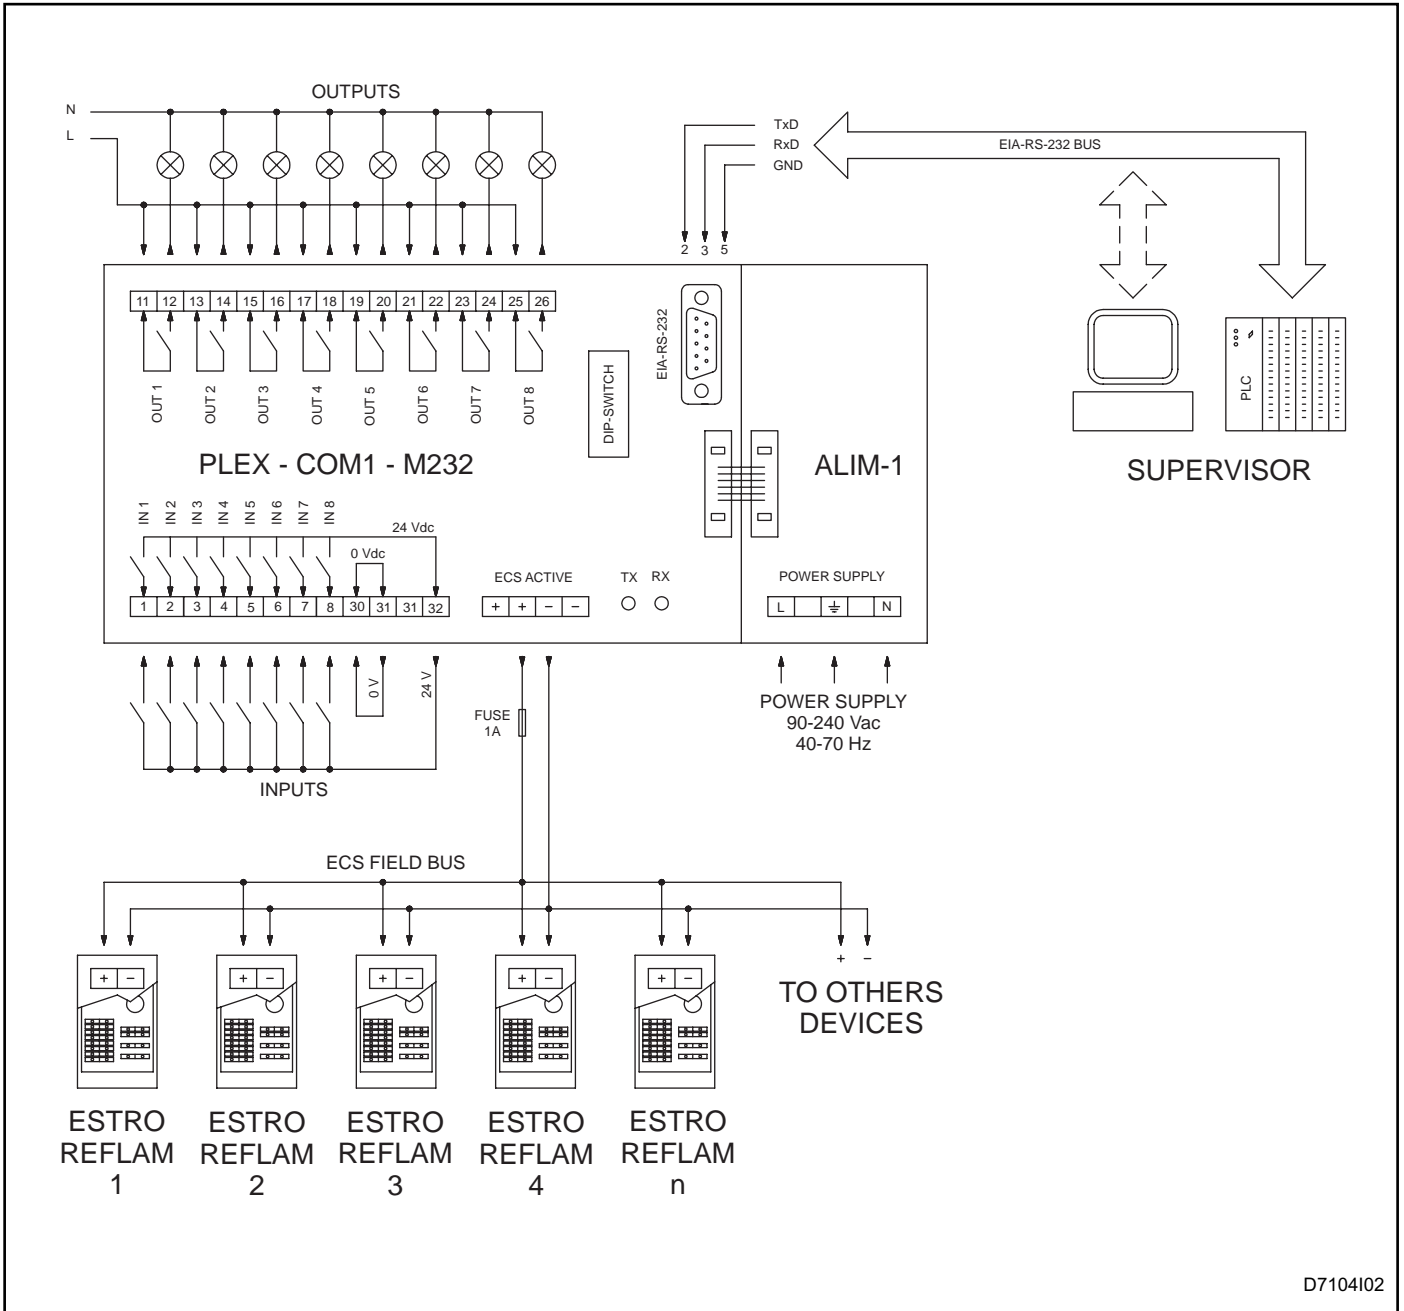 OUTPUTS
N
L
TxD
RxD
GND
EIA-RS-232 BUS
2 3 5
11 12 13 14 15 16 17 18 19 20 21 22 23 24 25 26
EIA-RS-232
OUT 1 OUT 2 OUT 3 OUT 4 OUT 5 OUT 6 OUT 7 OUT 8
DIP-SWITCH
PLC
PLEX - COM1 - M232
ALIM-1
SUPERVISOR
IN 1 IN 2 IN 3 IN 4 IN 5 IN 6 IN 7 IN 8
24 Vdc
0 Vdc
ECS ACTIVE
TX RX
POWER SUPPLY
1 2 3 4 5 6 7 8 30 31 31 32
+ + – –
L N
0 V
24 V
FUSE
1A
POWER SUPPLY
90-240 Vac
40-70 Hz
INPUTS
ECS FIELD BUS
+ –
+ – + – + – + – + –
TO OTHERS
DEVICES
ESTRO
REFLAM
1
ESTRO
REFLAM
2
ESTRO
REFLAM
3
ESTRO
REFLAM
4
ESTRO
REFLAM
n
D7104I02